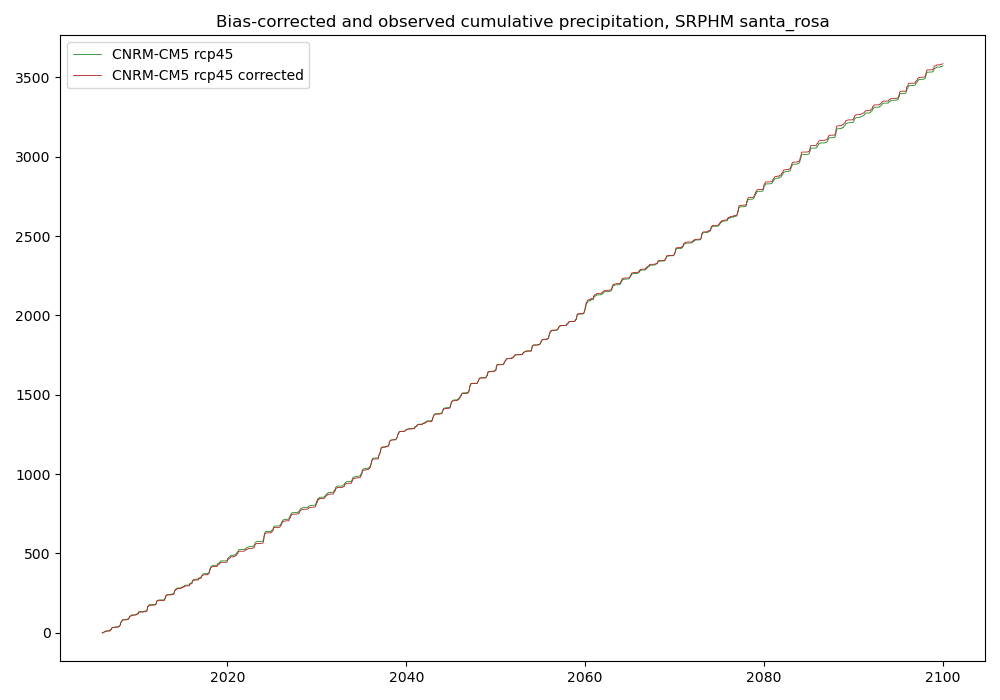 Bias-corrected and observed cumulative precipitation, SRPHM santa_rosa
CNRM-CM5 rcp45
CNRM-CM5 rcp45 corrected
3500
3000
2500
2000
1500
1000
500
0
2020 2040 2060 2080 2100